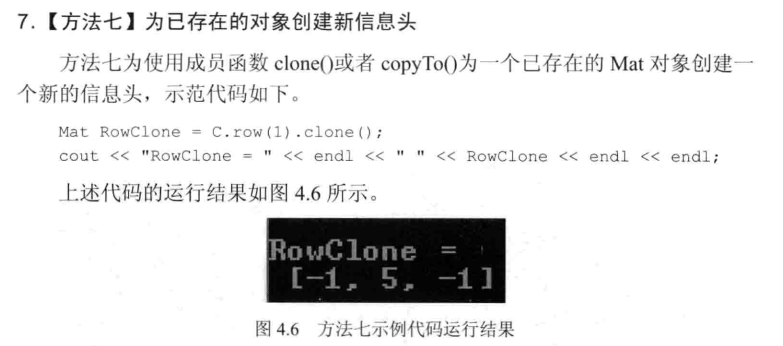 7.【方法七】为已存在的对象创建新信息头
方法七为使用成员函数 clone()或者 copyTo()为一个已存在的 Mat 对象创建一
个新的信息头，示范代码如下。
Mat RowClone = C.row(1).clone();
cout << "RowClone = " << endl << " " << RowClone << endl << endl;
上述代码的运行结果如图 4.6 所示。
RowClone =
[-1, 5, -1]
图 4.6 方法七示例代码运行结果